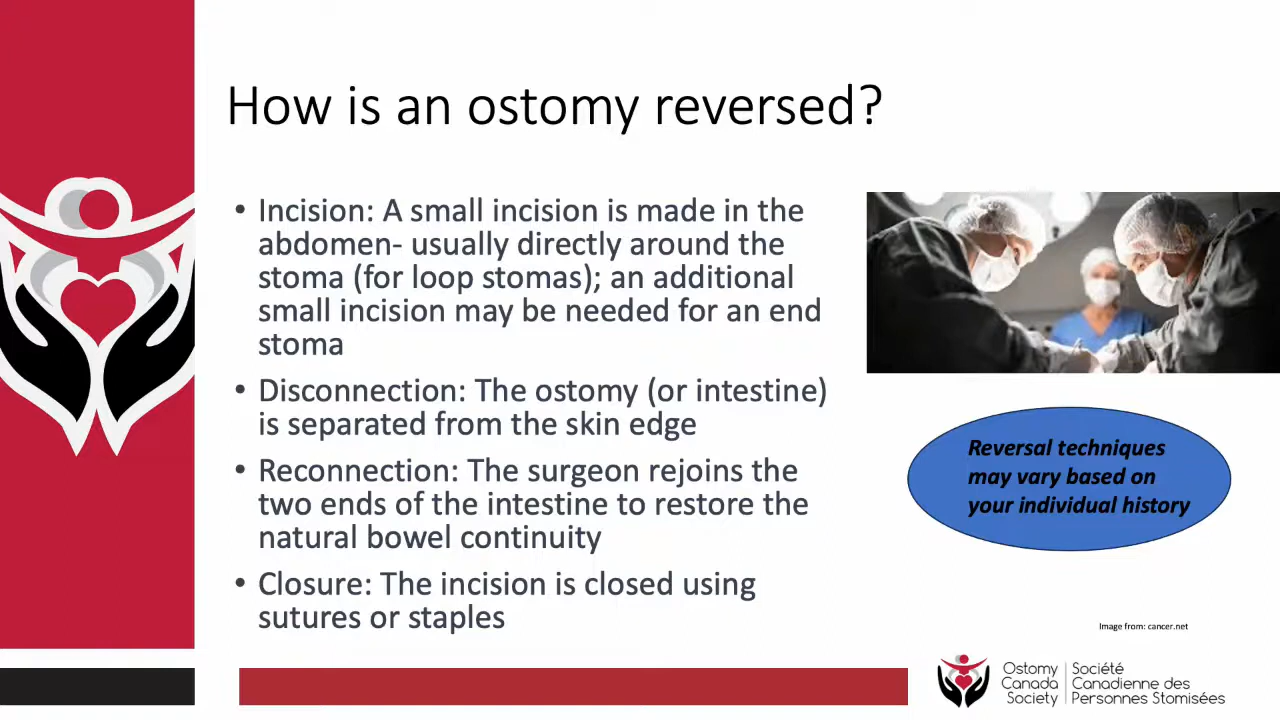 How is an ostomy reversed?
• Incision: A small incision is made in the
abdomen- usually directly around the
stoma (for loop stomas); an additional
small incision may be needed for an end
stoma
• Disconnection: The ostomy (or intestine)
is separated from the skin edge
• Reconnection: The surgeon rejoins the
two ends of the intestine to restore the
natural bowel continuity
• Closure: The incision is closed using
sutures or staples
Reversal techniques
may vary based on
your individual history
Image from: cancer.net
Ostomy
Canada
Society
Société
Canadienne des
Personnes Stomisées